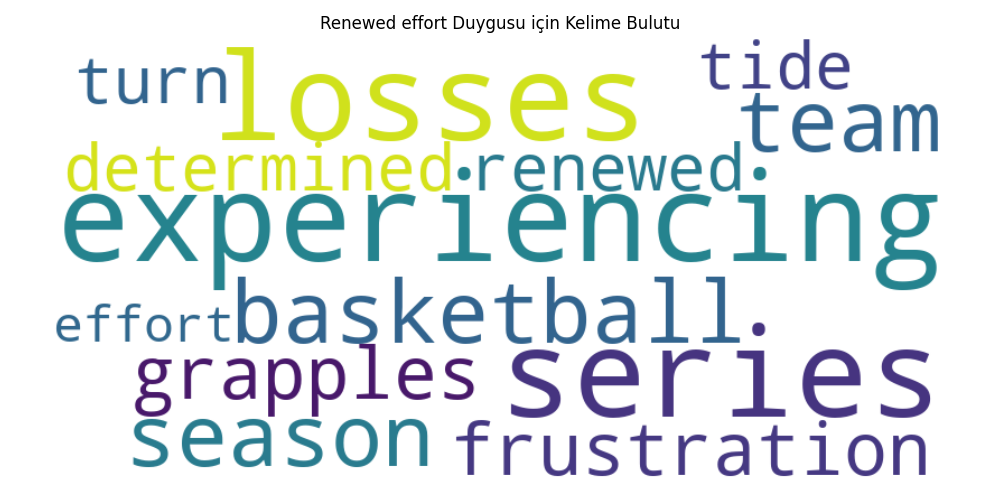 Renewed effort Duygusu için Kelime Bulutu
turn losses tide
team
determined renewed
experiencing
effort basketball
grapples series
season frustration